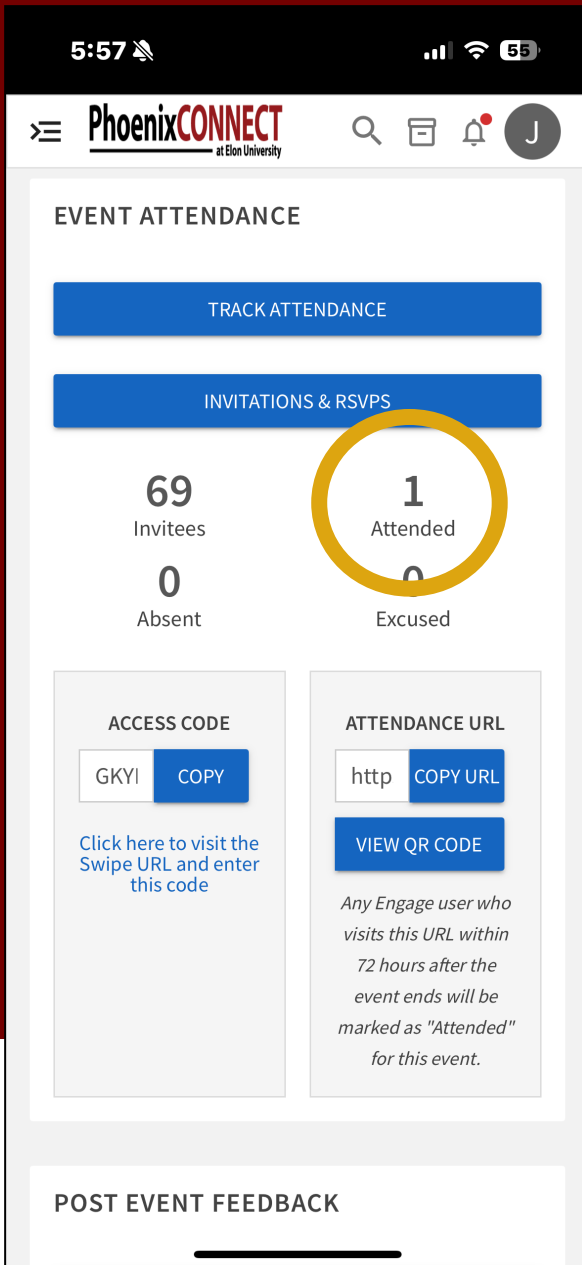 5:57
55
PhoenixCONNECT
at Elon University
J
EVENT ATTENDANCE
TRACK ATTENDANCE
INVITATIONS & RSVPS
69
Invitees
1
Attended
0
Absent
0
Excused
ACCESS CODE
GKY
COPY
Click here to visit the
Swipe URL and enter
this code
ATTENDANCE URL
http
COPY URL
VIEW QR CODE
Any Engage user who
visits this URL within
72 hours after the
event ends will be
marked as "Attended"
for this event.
POST EVENT FEEDBACK